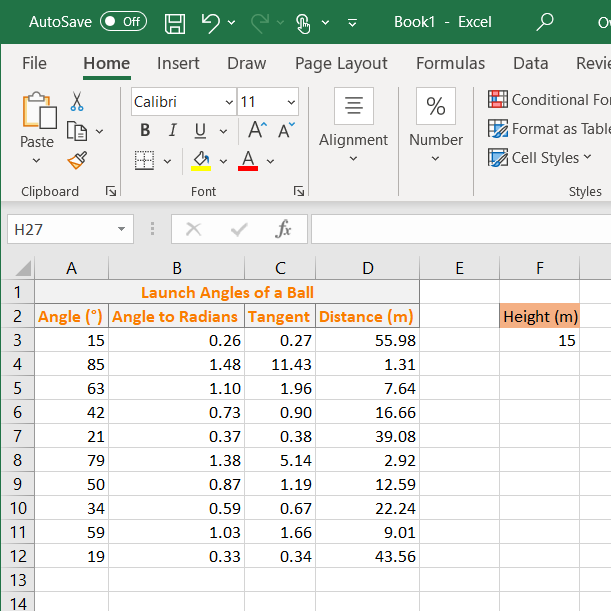 AutoSave Off Book1 - Excel
File Home Insert Draw Page Layout Formulas Data
Calibri 11 % Conditional
Paste B I U A A Alignment Number Format as
Cell Styles
Clipboard Font Styles
H27 fx
A B C D E F
1 Launch Angles of a Ball
2 Angle (°) Angle to Radians Tangent Distance (m) Height (m)
3 15 0.26 0.27 55.98 15
4 85 1.48 11.43 1.31
5 63 1.10 1.96 7.64
6 42 0.73 0.90 16.66
7 21 0.37 0.38 39.08
8 79 1.38 5.14 2.92
9 50 0.87 1.19 12.59
10 34 0.59 0.67 22.24
11 59 1.03 1.66 9.01
12 19 0.33 0.34 43.56
13
14